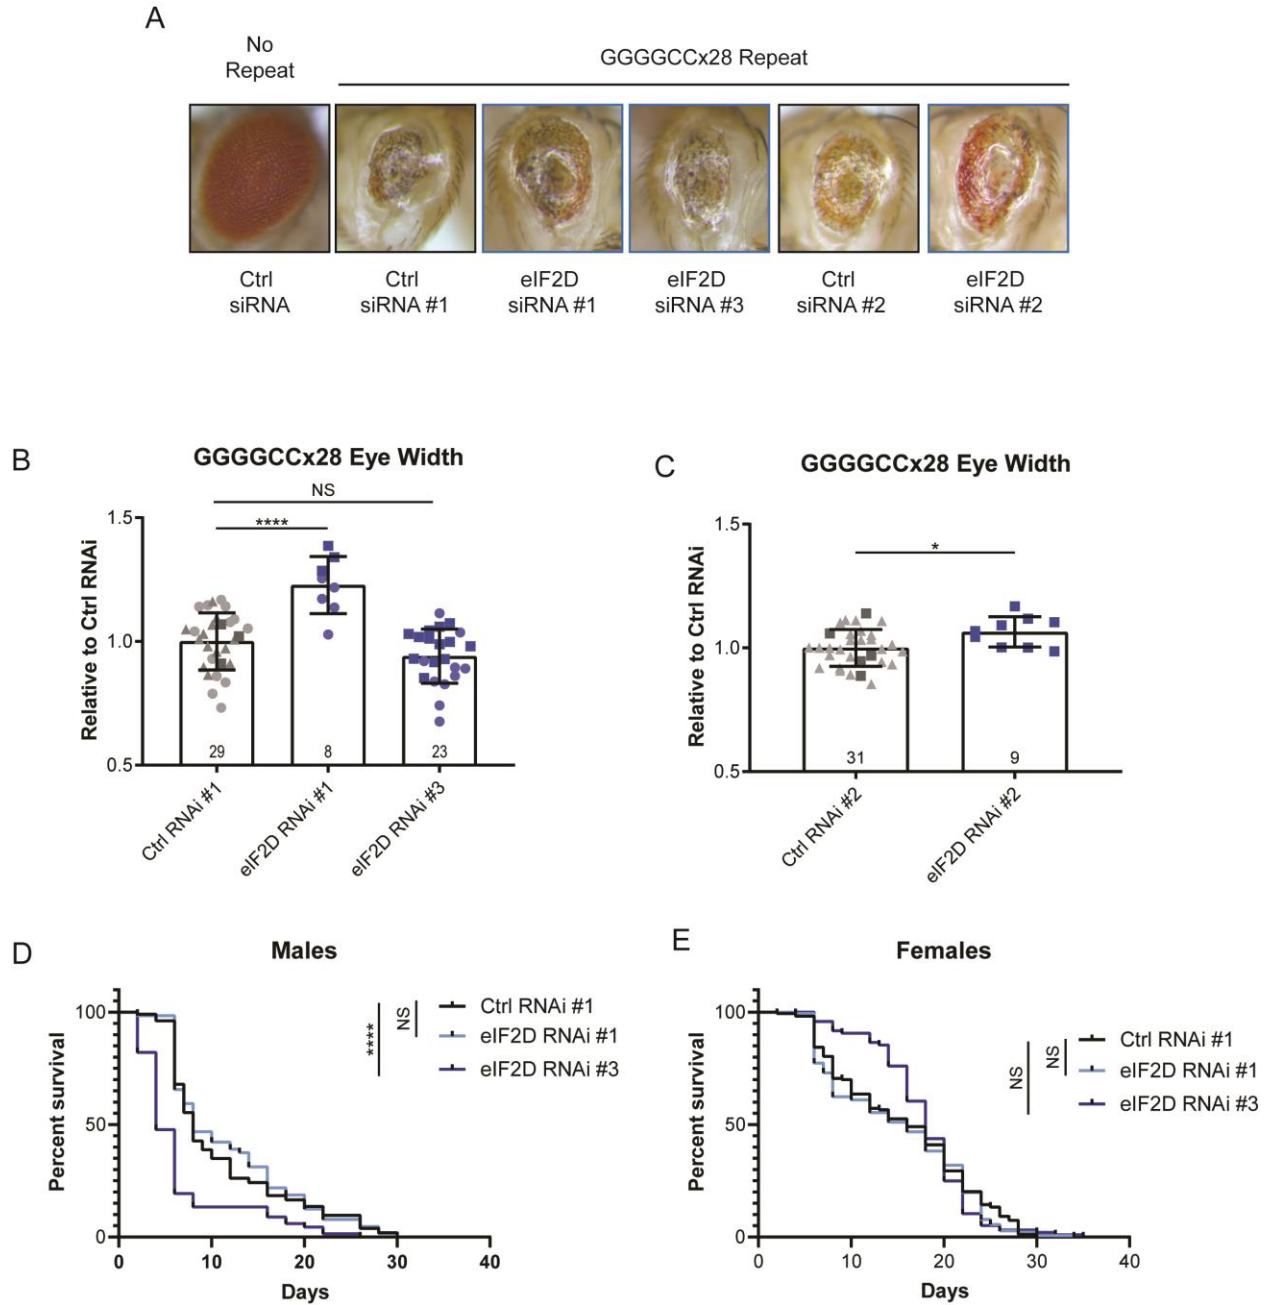 A
No
Repeat
GGGGCCx28 Repeat
Ctrl
siRNA
Ctrl
siRNA #1
eIF2D
siRNA #1
eIF2D
siRNA #3
Ctrl
siRNA #2
eIF2D
siRNA #2
B
GGGGCCx28 Eye Width
NS
****
1.5
1.0
0.5
Relative to Ctrl RNAi
29
8
23
Ctrl RNAi #1
eIF2D RNAi #1
eIF2D RNAi #3
C
GGGGCCx28 Eye Width
*
1.5
1.0
0.5
Relative to Ctrl RNAi
31
9
Ctrl RNAi #2
eIF2D RNAi #2
D
Males
100
50
0
Percent survival
0 10 20 30 40
Days
****
NS
Ctrl RNAi #1
eIF2D RNAi #1
eIF2D RNAi #3
E
Females
100
50
0
Percent survival
0 10 20 30 40
Days
NS
NS
Ctrl RNAi #1
eIF2D RNAi #1
eIF2D RNAi #3